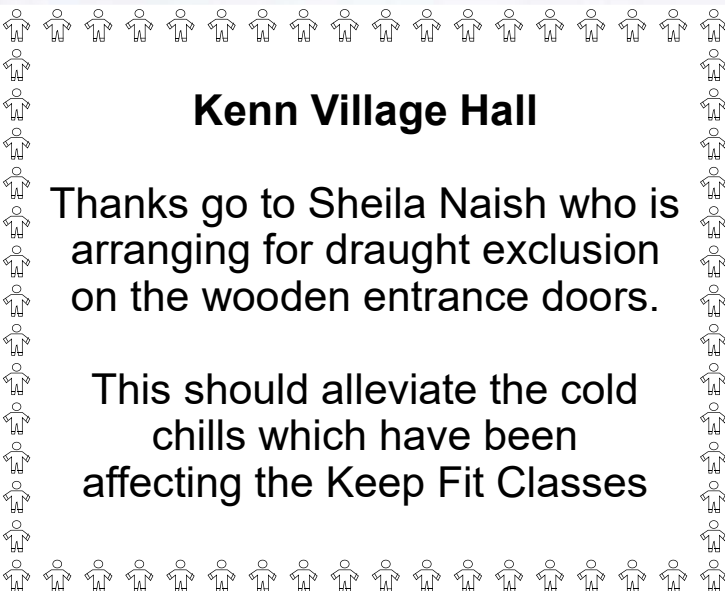 Kenn Village Hall
Thanks go to Sheila Naish who is
arranging for draught exclusion
on the wooden entrance doors.
This should alleviate the cold
chills which have been
affecting the Keep Fit Classes